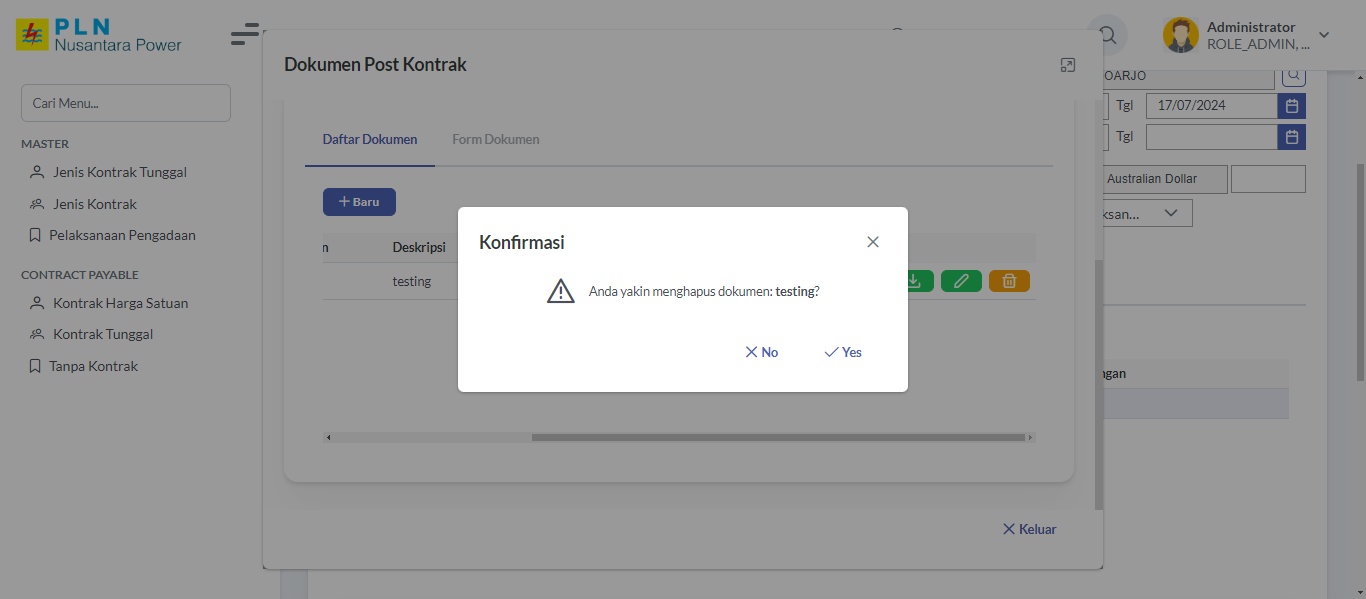 PLN
Nusantara Power
Administrator
ROLE_ADMIN, ...
Cari Menu...
MASTER
Jenis Kontrak Tunggal
Jenis Kontrak
Pelaksanaan Pengadaan
CONTRACT PAYABLE
Kontrak Harga Satuan
Kontrak Tunggal
Tanpa Kontrak
Dokumen Post Kontrak
Daftar Dokumen
Form Dokumen
+ Baru
n
Deskripsi
testing
Konfirmasi
Anda yakin menghapus dokumen: testing?
No
Yes
Keluar
OARJO
Tgl
17/07/2024
Tgl
Australian Dollar
ksan...
ngan